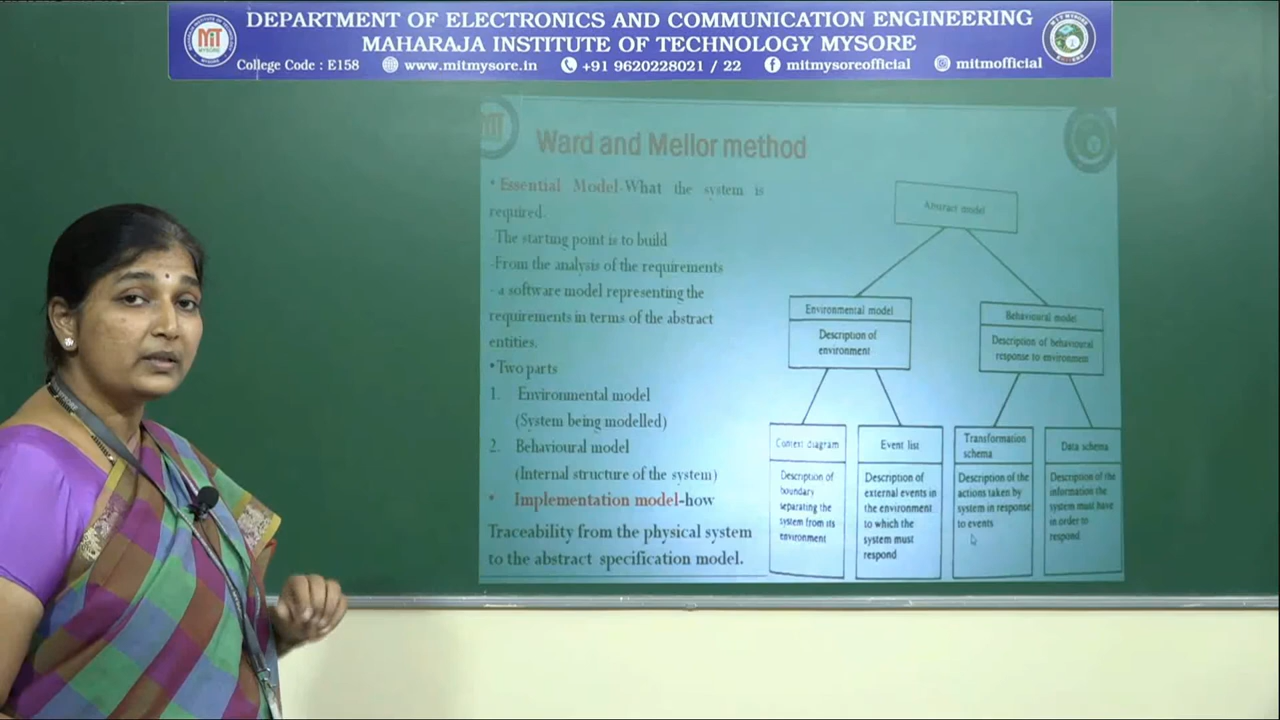 DEPARTMENT OF ELECTRONICS AND COMMUNICATION ENGINEERING
MAHARAJA INSTITUTE OF TECHNOLOGY MYSORE
College Code : E158 www.mitmysore.in +91 9620228021 / 22 mitmysoreofficial mitmofficial
MIT
MYSORE
Ward and Mellor method
• Essential Model-What the system is
required.
-The starting point is to build
-From the analysis of the requirements
- a software model representing the
requirements in terms of the abstract
entities.
• Two parts
1. Environmental model
(System being modelled)
2. Behavioural model
(Internal structure of the system)
• Implementation model-how
Traceability from the physical system
to the abstract specification model.
Abstract model
Environmental model
Description of
environment
Behavioural model
Description of behavioural
response to environment
Context diagram
Description of
boundary
separating the
system from its
environment
Event list
Description of
external events in
the environment
to which the
system must
respond
Transformation
schema
Description of the
actions taken by
system in response
to events
Data schema
Description of the
information the
system must have
in order to
respond